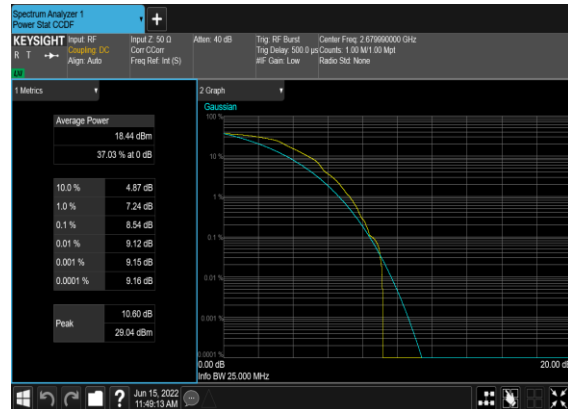 Spectrum Analyzer 1
Power Stat CCDF
KEYSIGHT Input: RF Input Z: 50 Ω Atten: 40 dB Trig: RF Burst Center Freq: 2.679990000 GHz
R T Coupling: DC Corr CCorr Trig Delay: 500.0 µs Counts: 1.00 M/1.00 Mpt
Align: Auto Freq Ref: Int (S) #IF Gain: Low Radio Std: None
LXI
1 Metrics
2 Graph
Average Power
18.44 dBm
37.03 % at 0 dB
10.0 % 4.87 dB
1.0 % 7.24 dB
0.1 % 8.54 dB
0.01 % 9.12 dB
0.001 % 9.15 dB
0.0001 % 9.16 dB
Peak
10.60 dB
29.04 dBm
Gaussian
100 %
10 %
1 %
0.1 %
0.01 %
0.001 %
0.0001 %
0.00 dB 20.00 dB
Info BW 25.000 MHz
?
Jun 15, 2022
11:49:13 AM